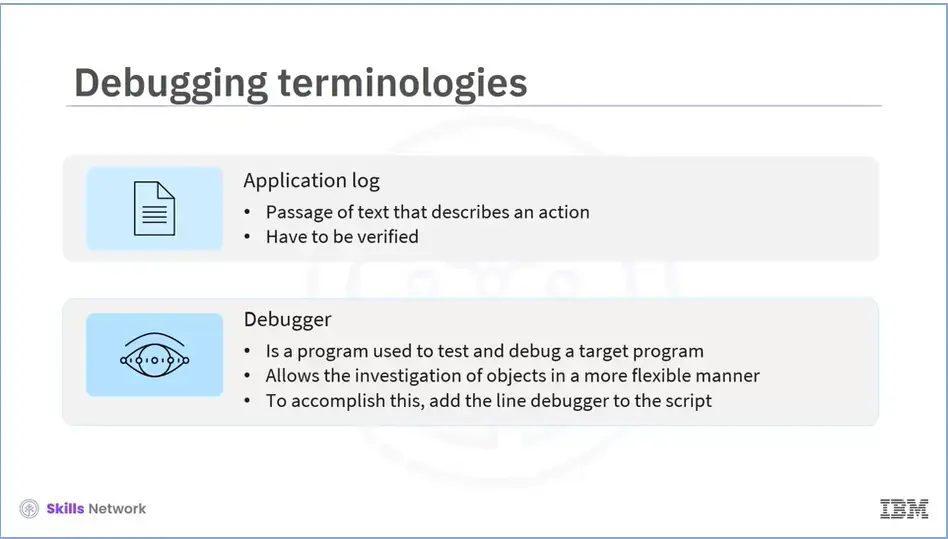 Debugging terminologies
Application log
• Passage of text that describes an action
• Have to be verified
Debugger
• Is a program used to test and debug a target program
• Allows the investigation of objects in a more flexible manner
• To accomplish this, add the line debugger to the script
Skills Network
IBM